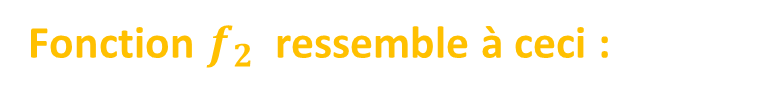 Fonction f₂ ressemble à ceci :